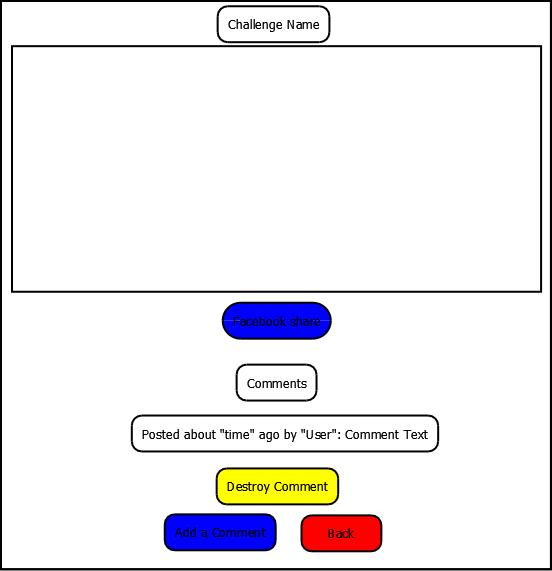 Challenge Name
Facebook share
Comments
Posted about "time" ago by "User": Comment Text
Destroy Comment
Add a Comment
Back